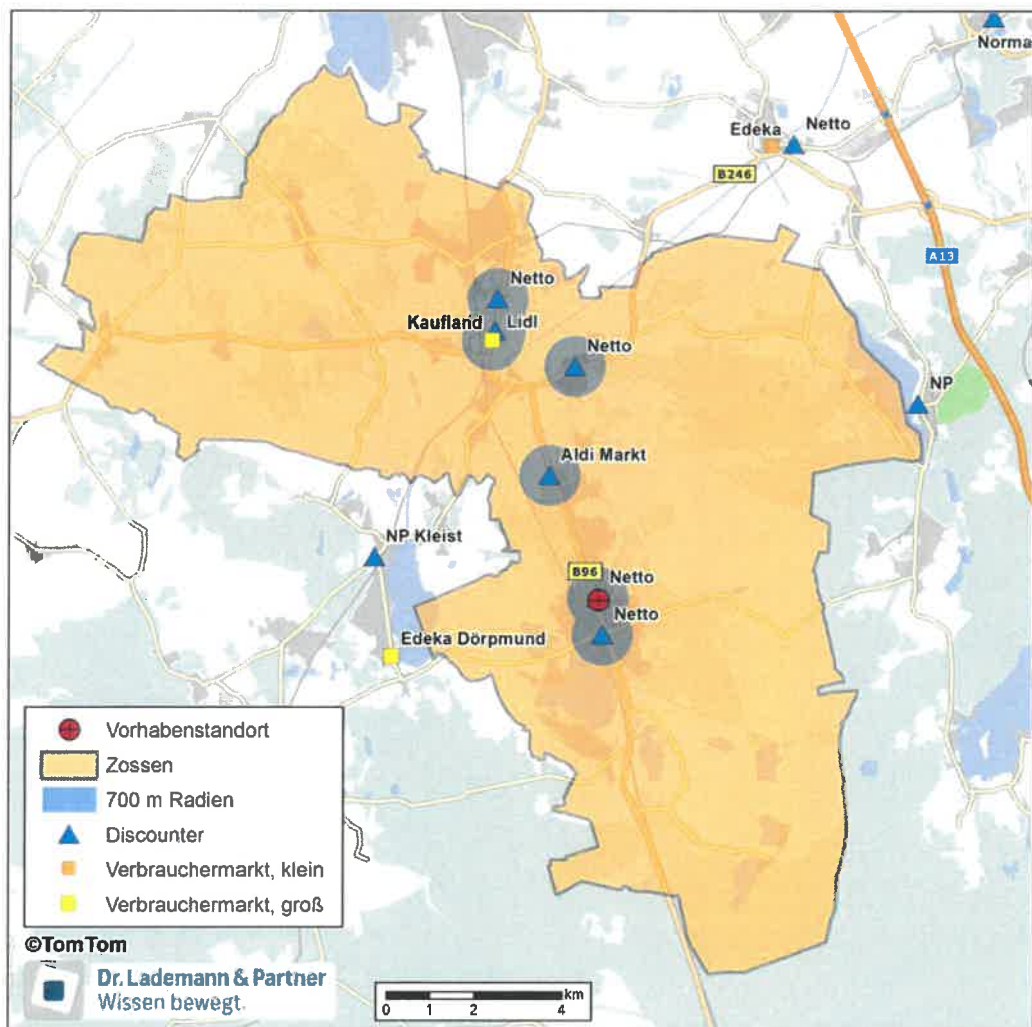 Norma
Edeka
Netto
B246
A13
Netto
Kaufland
Lidl
Netto
NP
Aldi Markt
NP Kleist
B96
Netto
Netto
Edeka Dörpmund
Vorhabenstandort
Zossen
700 m Radien
Discounter
Verbrauchermarkt, klein
Verbrauchermarkt, groß
©TomTom
Dr. Lademann & Partner
Wissen bewegt.
km
0 1 2 4